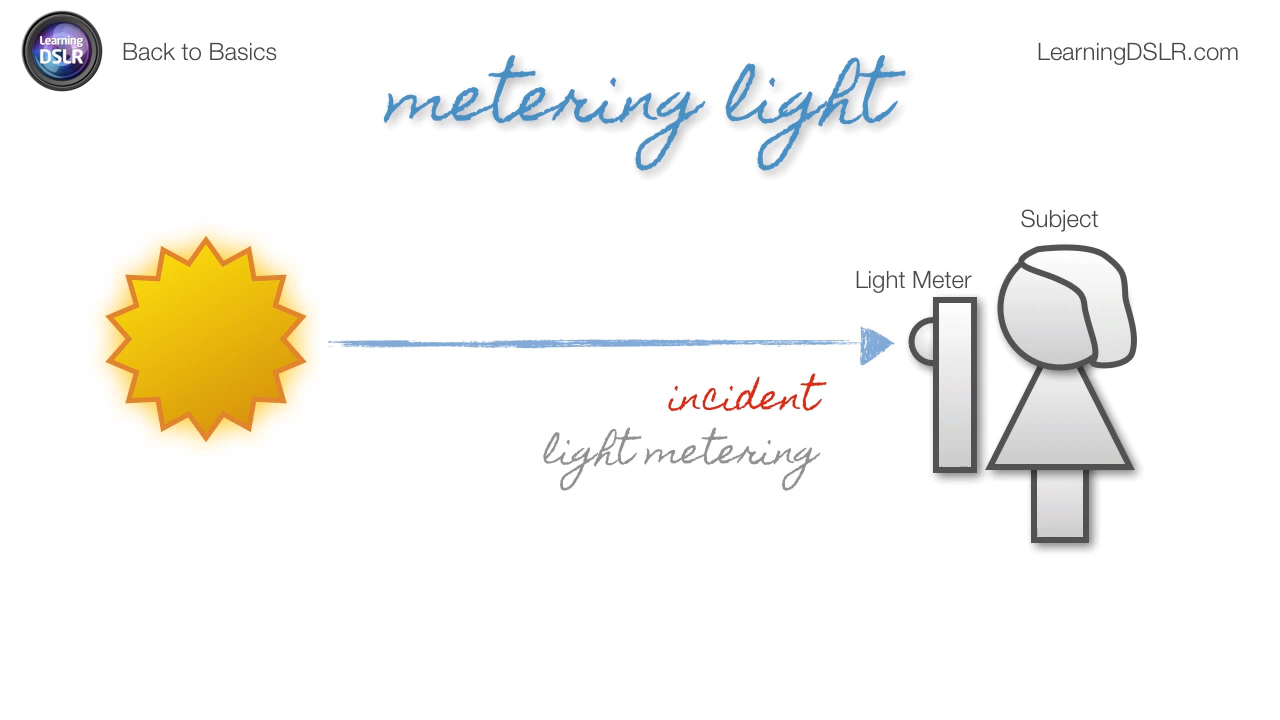 Learning
DSLR
Back to Basics
LearningDSLR.com
metering light
Subject
Light Meter
incident
light metering